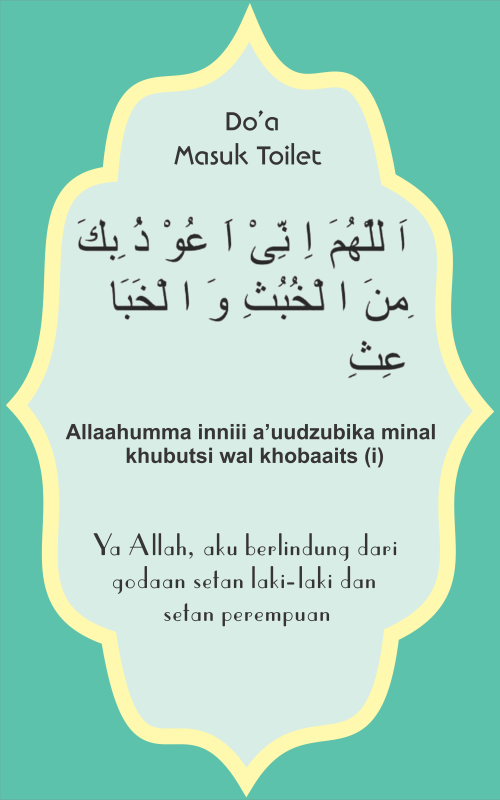 Do'a
Masuk Toilet
اَ للَّهُمَ اِ نِّىْ اَ عُوْ ذُ بِكَ
مِنَ ا لْخُبُثِ وَ ا لْخَبَا
عِثِ
Allaahumma inniii a'uudzubika minal
khubutsi wal khobaaits (i)
Ya Allah, aku berlindung dari
godaan setan laki-laki dan
setan perempuan